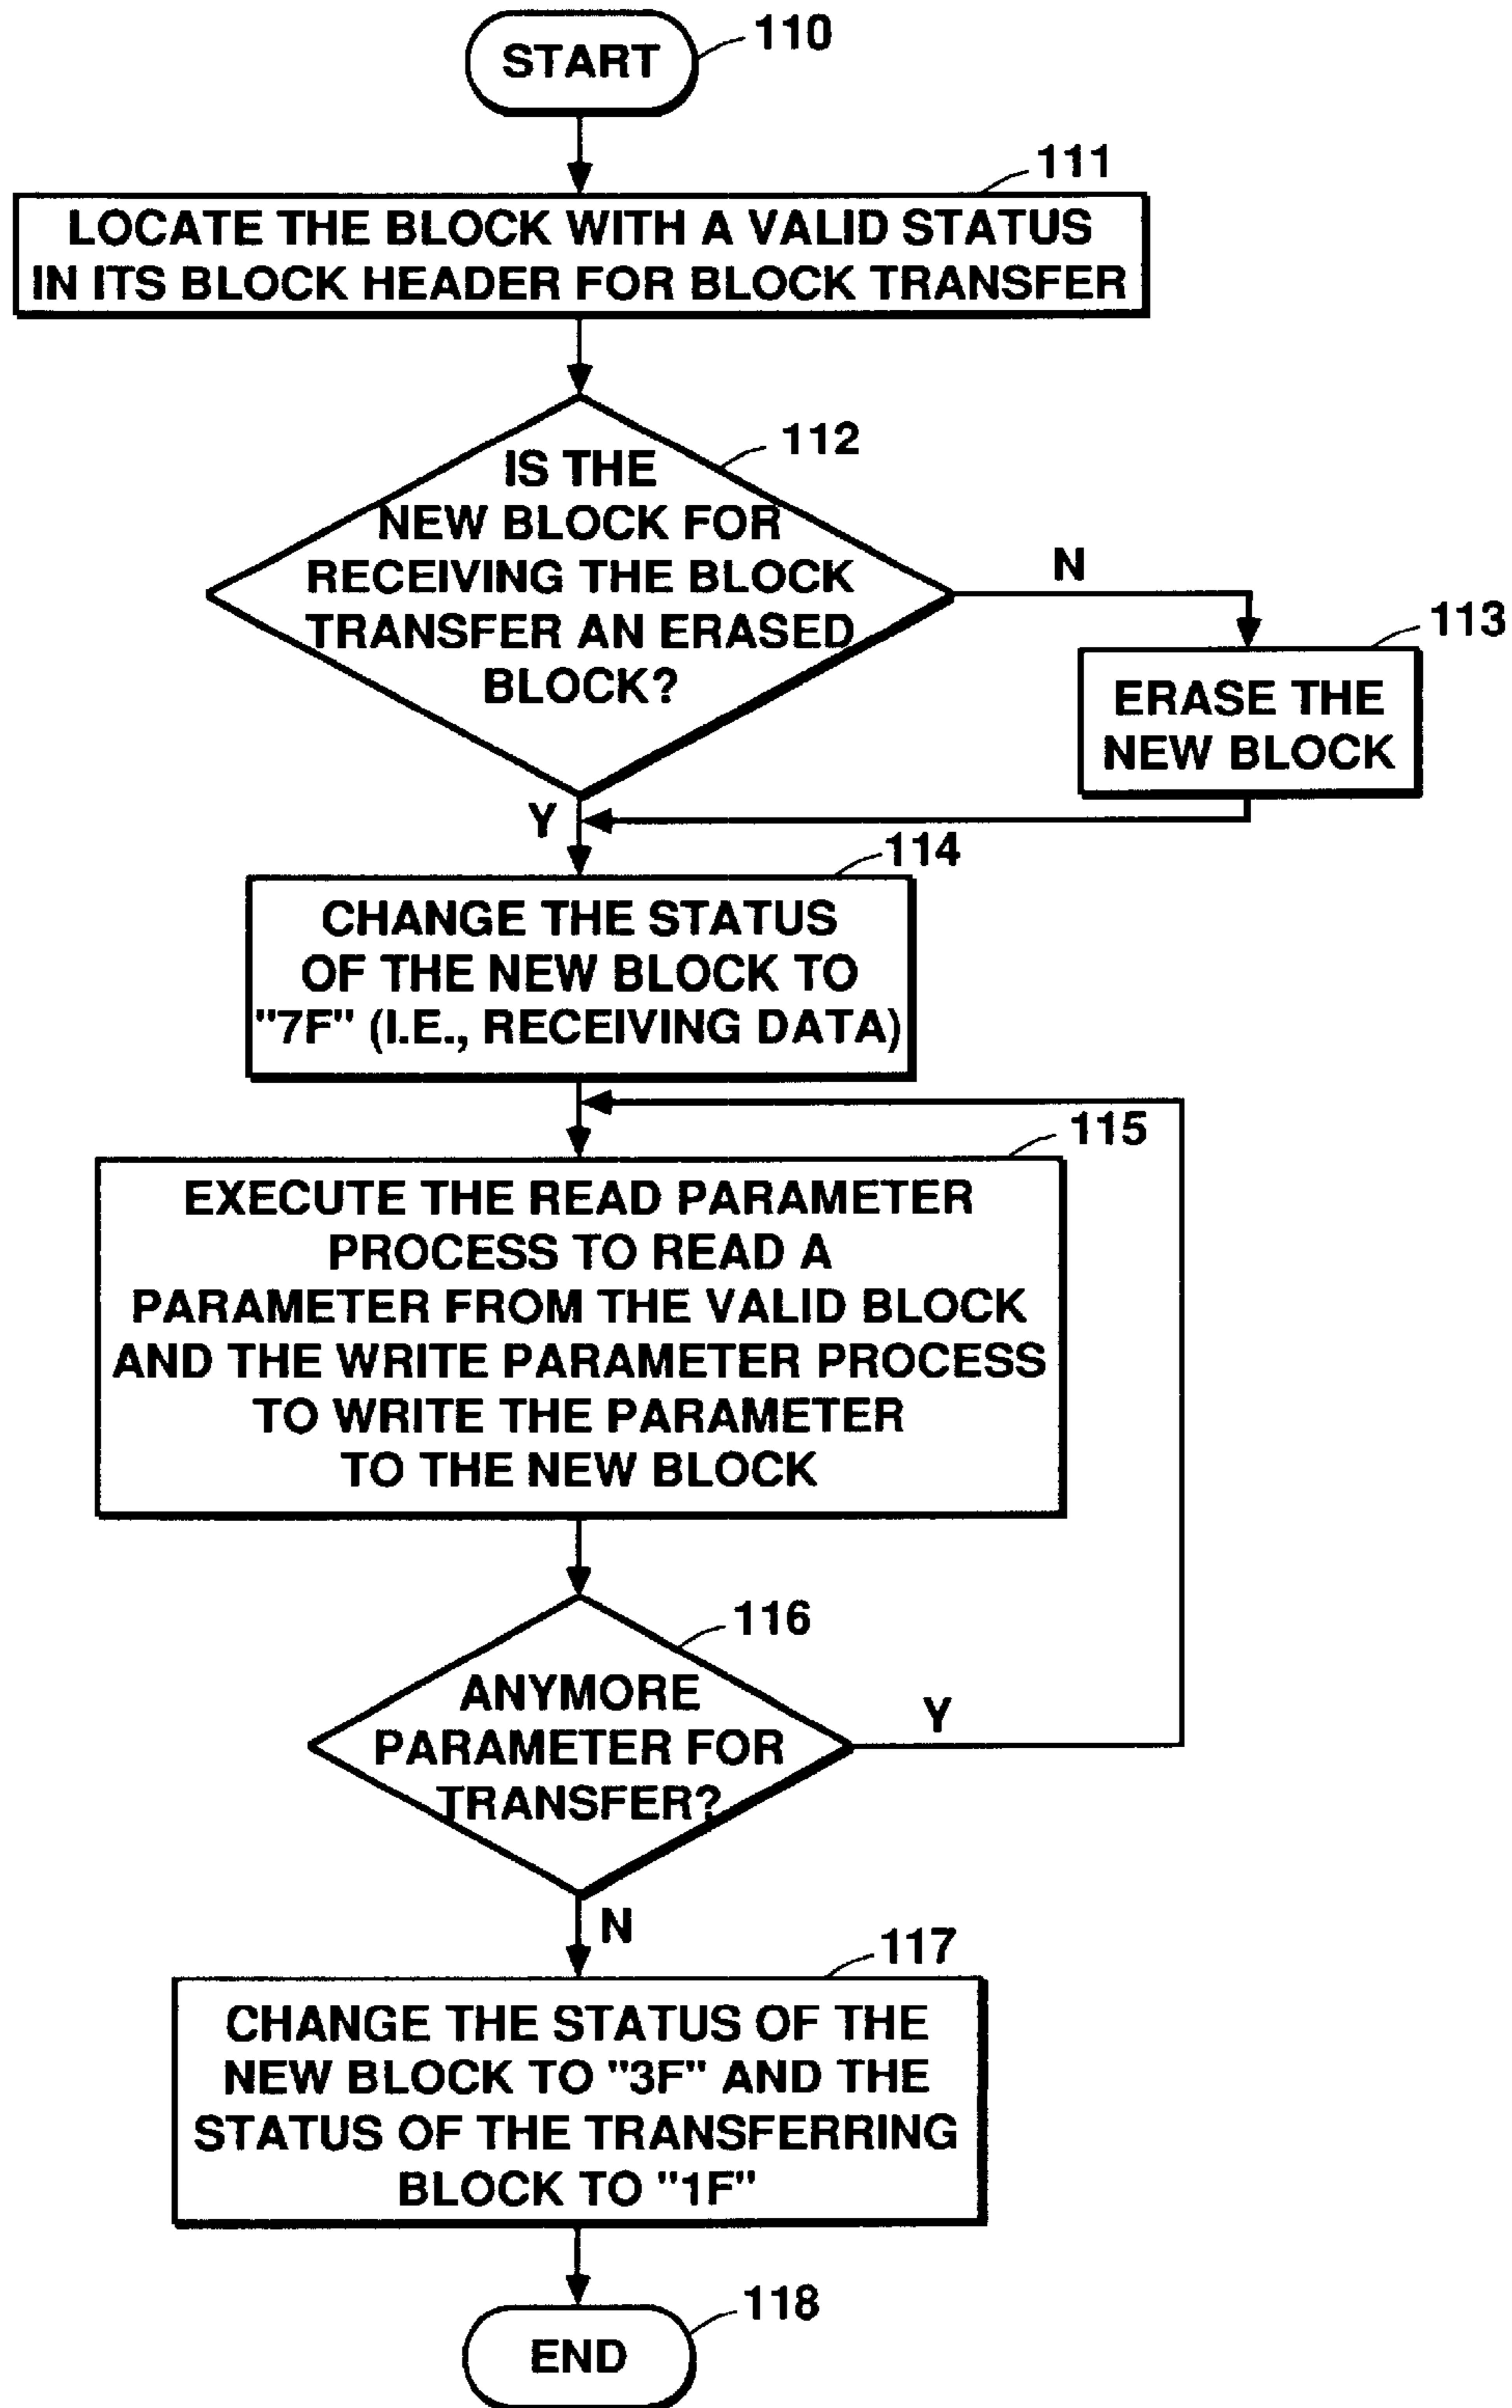 START
110
111
LOCATE THE BLOCK WITH A VALID STATUS
IN ITS BLOCK HEADER FOR BLOCK TRANSFER
112
IS THE
NEW BLOCK FOR
RECEIVING THE BLOCK
TRANSFER AN ERASED
BLOCK?
N
113
ERASE THE
NEW BLOCK
Y
114
CHANGE THE STATUS
OF THE NEW BLOCK TO
"7F" (I.E., RECEIVING DATA)
115
EXECUTE THE READ PARAMETER
PROCESS TO READ A
PARAMETER FROM THE VALID BLOCK
AND THE WRITE PARAMETER PROCESS
TO WRITE THE PARAMETER
TO THE NEW BLOCK
116
ANYMORE
PARAMETER FOR
TRANSFER?
Y
N
117
CHANGE THE STATUS OF THE
NEW BLOCK TO "3F" AND THE
STATUS OF THE TRANSFERRING
BLOCK TO "1F"
118
END